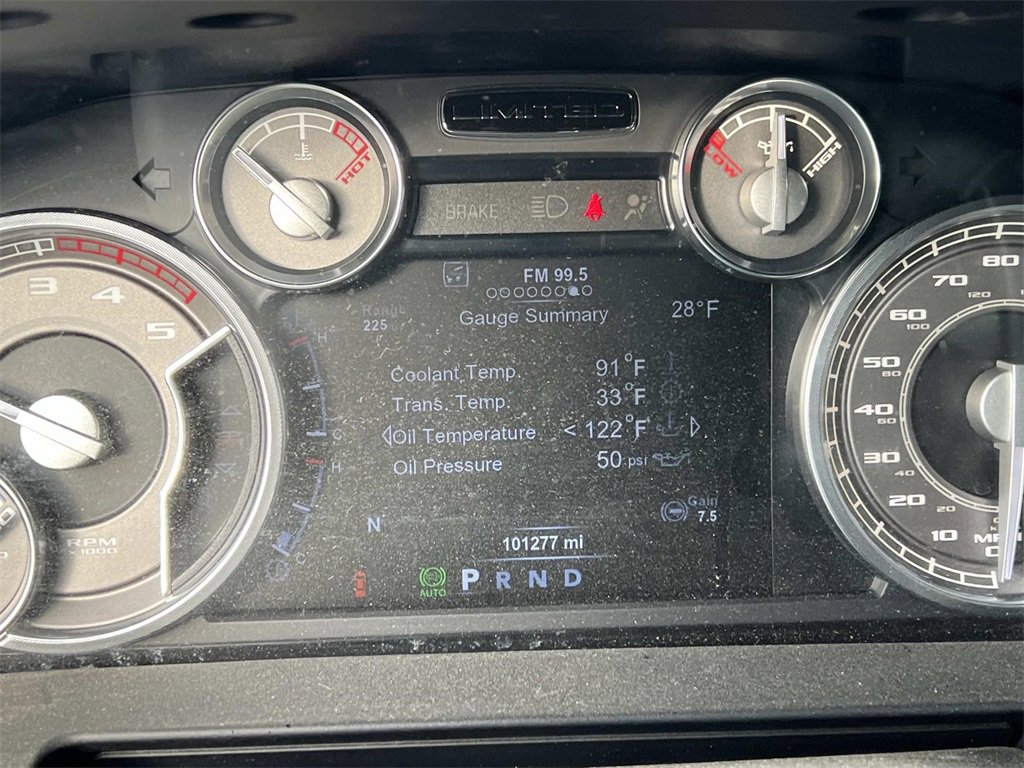 LIMITED
HOT
LOW
HIGH
BRAKE
FM 99.5
Range
225
Gauge Summary 28°F
Coolant Temp. 91°F
Trans. Temp. 33°F
Oil Temperature < 122°F
Oil Pressure 50 psi
H
C
H
C
Gain
7.5
N
101277 mi
AUTO
P R N D
3 4 5
RPM
x1000
80
70
120
60
100
50
80
40
60
30
40
20
20
10
MPH
0